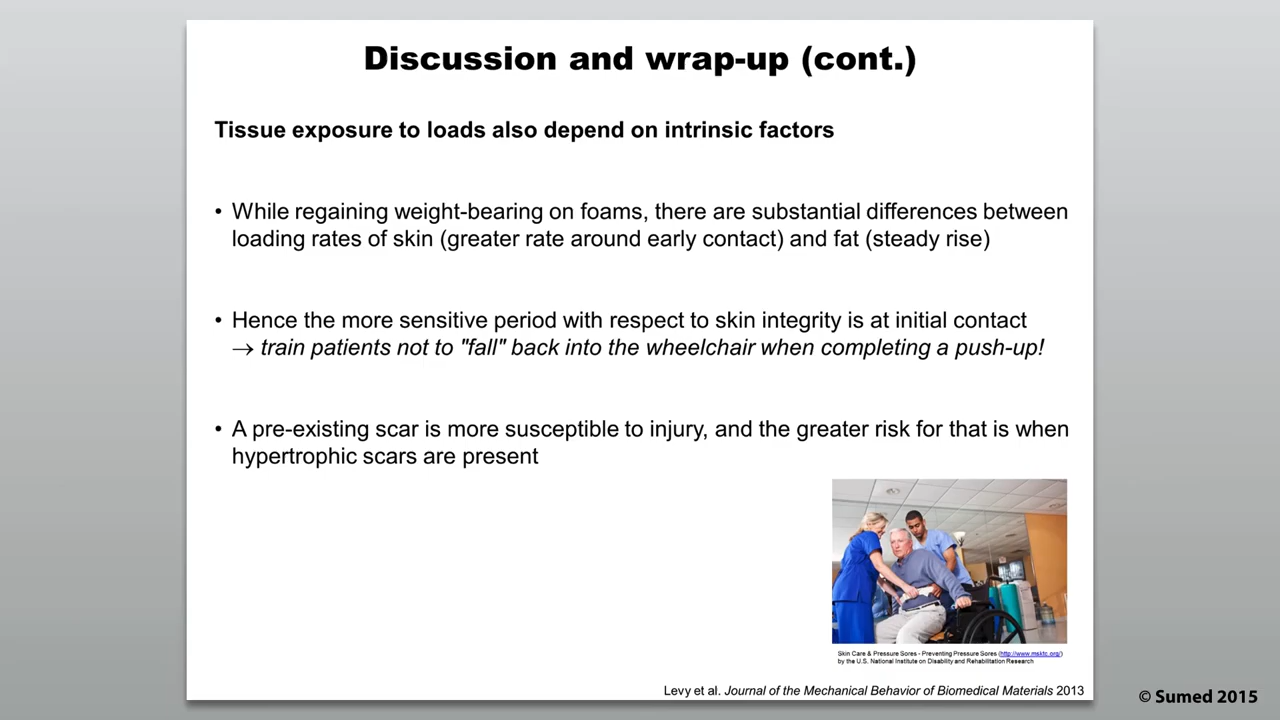 Discussion and wrap-up (cont.)
Tissue exposure to loads also depend on intrinsic factors
• While regaining weight-bearing on foams, there are substantial differences between
loading rates of skin (greater rate around early contact) and fat (steady rise)
• Hence the more sensitive period with respect to skin integrity is at initial contact
→ train patients not to "fall" back into the wheelchair when completing a push-up!
• A pre-existing scar is more susceptible to injury, and the greater risk for that is when
hypertrophic scars are present
Skin Care & Pressure Sores - Preventing Pressure Sores (http://www.msktc.org/)
by the U.S. National Institute on Disability and Rehabilitation Research
Levy et al. Journal of the Mechanical Behavior of Biomedical Materials 2013
© Sumed 2015